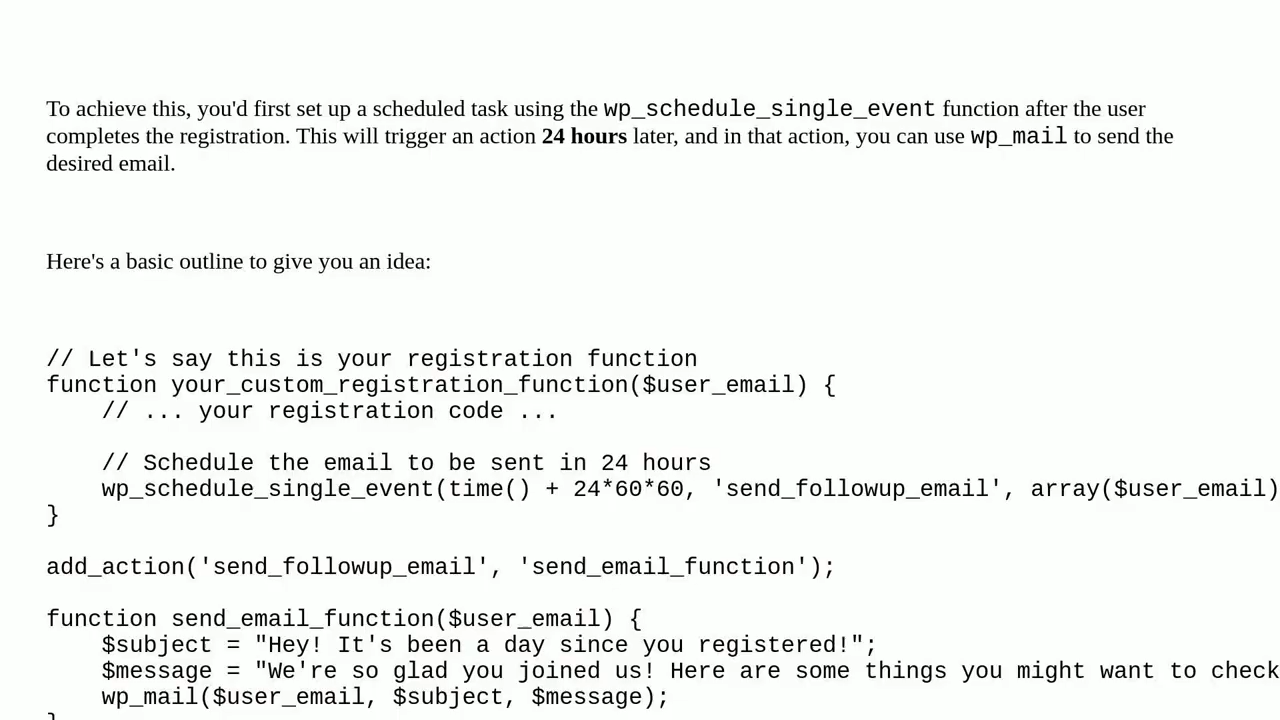 To achieve this, you'd first set up a scheduled task using the wp_schedule_single_event function after the user
completes the registration. This will trigger an action 24 hours later, and in that action, you can use wp_mail to send the
desired email.
Here's a basic outline to give you an idea:
// Let's say this is your registration function
function your_custom_registration_function($user_email) {
    // ... your registration code ...
    // Schedule the email to be sent in 24 hours
    wp_schedule_single_event(time() + 24*60*60, 'send_followup_email', array($user_email)
}
add_action('send_followup_email', 'send_email_function');
function send_email_function($user_email) {
    $subject = "Hey! It's been a day since you registered!";
    $message = "We're so glad you joined us! Here are some things you might want to check
    wp_mail($user_email, $subject, $message);
}